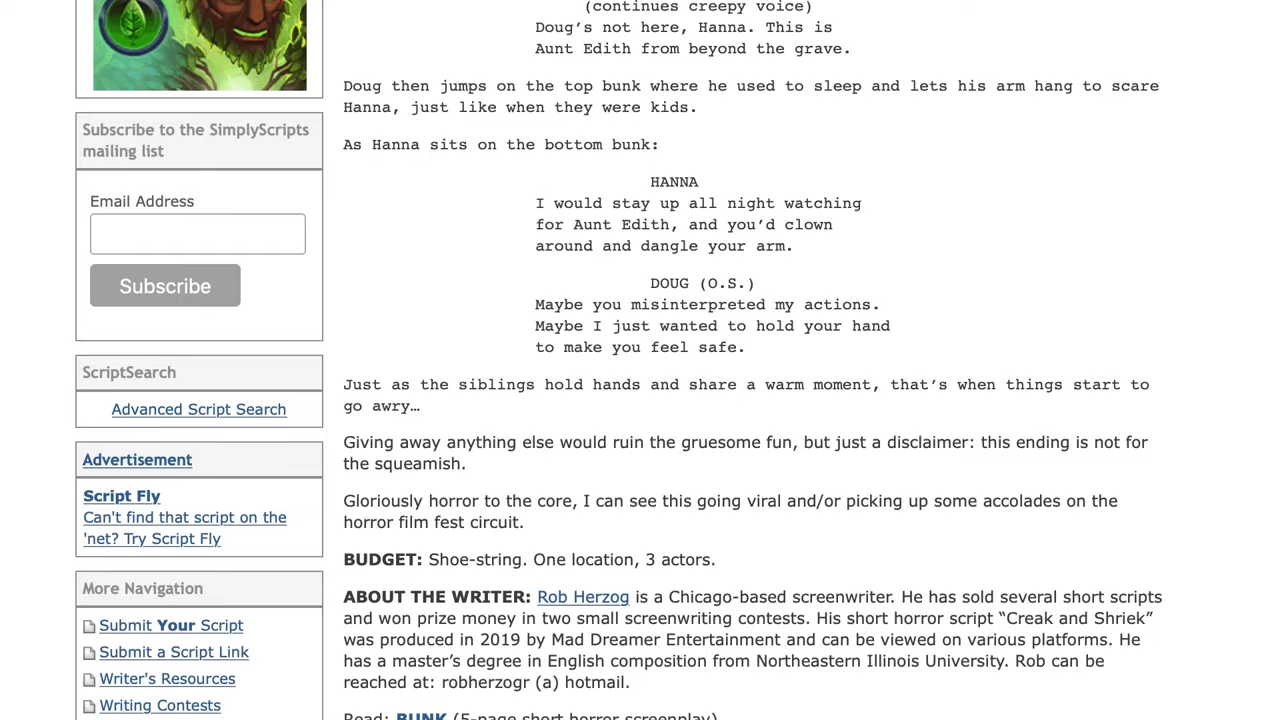 (continues creepy voice)
Doug’s not here, Hanna. This is
Aunt Edith from beyond the grave.
Doug then jumps on the top bunk where he used to sleep and lets his arm hang to scare
Hanna, just like when they were kids.
As Hanna sits on the bottom bunk:
HANNA
I would stay up all night watching
for Aunt Edith, and you’d clown
around and dangle your arm.
DOUG (O.S.)
Maybe you misinterpreted my actions.
Maybe I just wanted to hold your hand
to make you feel safe.
Just as the siblings hold hands and share a warm moment, that’s when things start to
go awry…
Giving away anything else would ruin the gruesome fun, but just a disclaimer: this ending is not for
the squeamish.
Gloriously horror to the core, I can see this going viral and/or picking up some accolades on the
horror film fest circuit.
BUDGET: Shoe-string. One location, 3 actors.
ABOUT THE WRITER: Rob Herzog is a Chicago-based screenwriter. He has sold several short scripts
and won prize money in two small screenwriting contests. His short horror script “Creak and Shriek”
was produced in 2019 by Mad Dreamer Entertainment and can be viewed on various platforms. He
has a master’s degree in English composition from Northeastern Illinois University. Rob can be
reached at: robherzogr (a) hotmail.
Read: BUNK (5-page short horror screenplay)
Subscribe to the SimplyScripts
mailing list
Email Address
Subscribe
ScriptSearch
Advanced Script Search
Advertisement
Script Fly
Can't find that script on the
'net? Try Script Fly
More Navigation
Submit Your Script
Submit a Script Link
Writer's Resources
Writing Contests